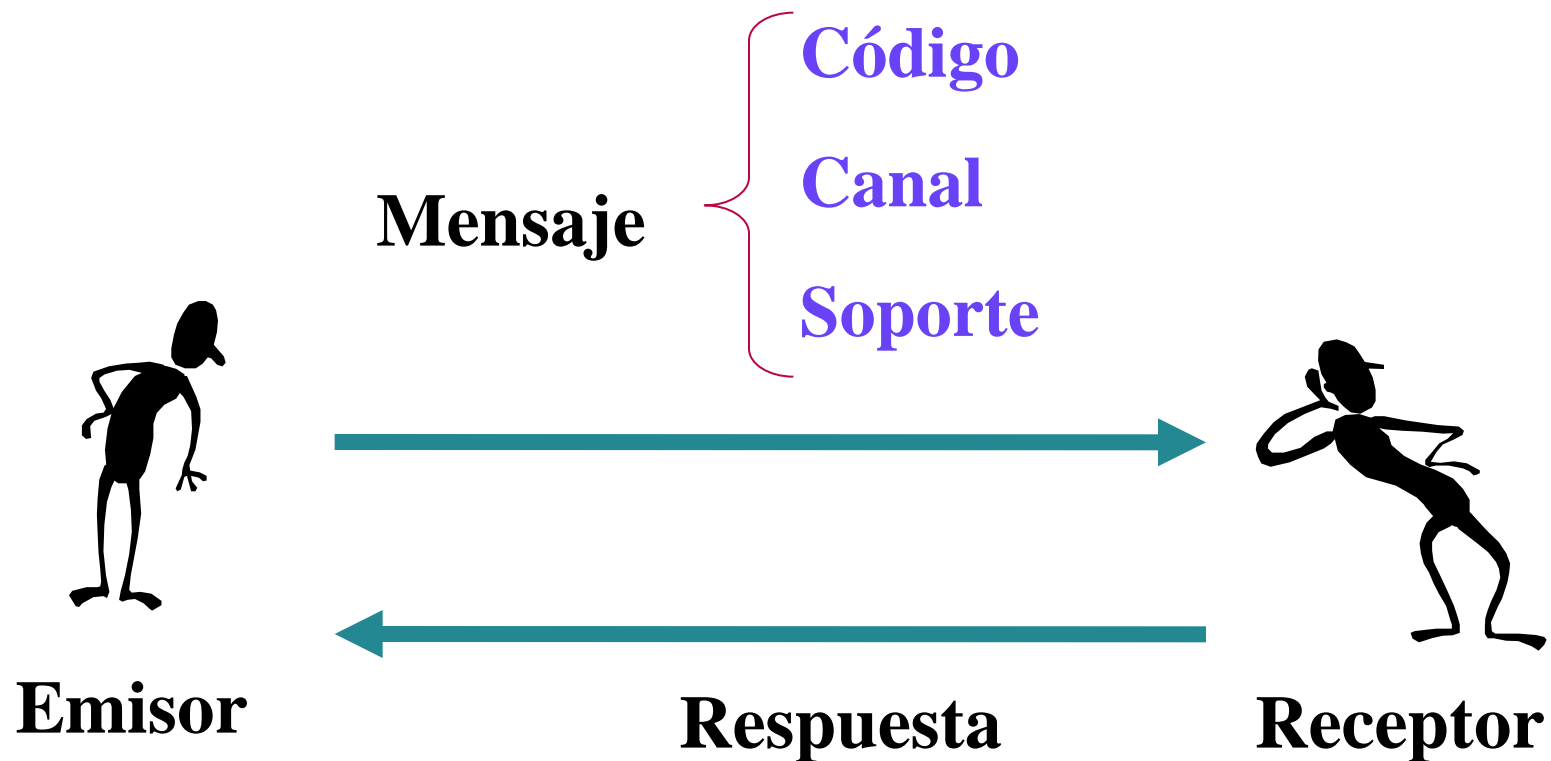 Código
Canal
Mensaje
Soporte
Emisor
Respuesta
Receptor